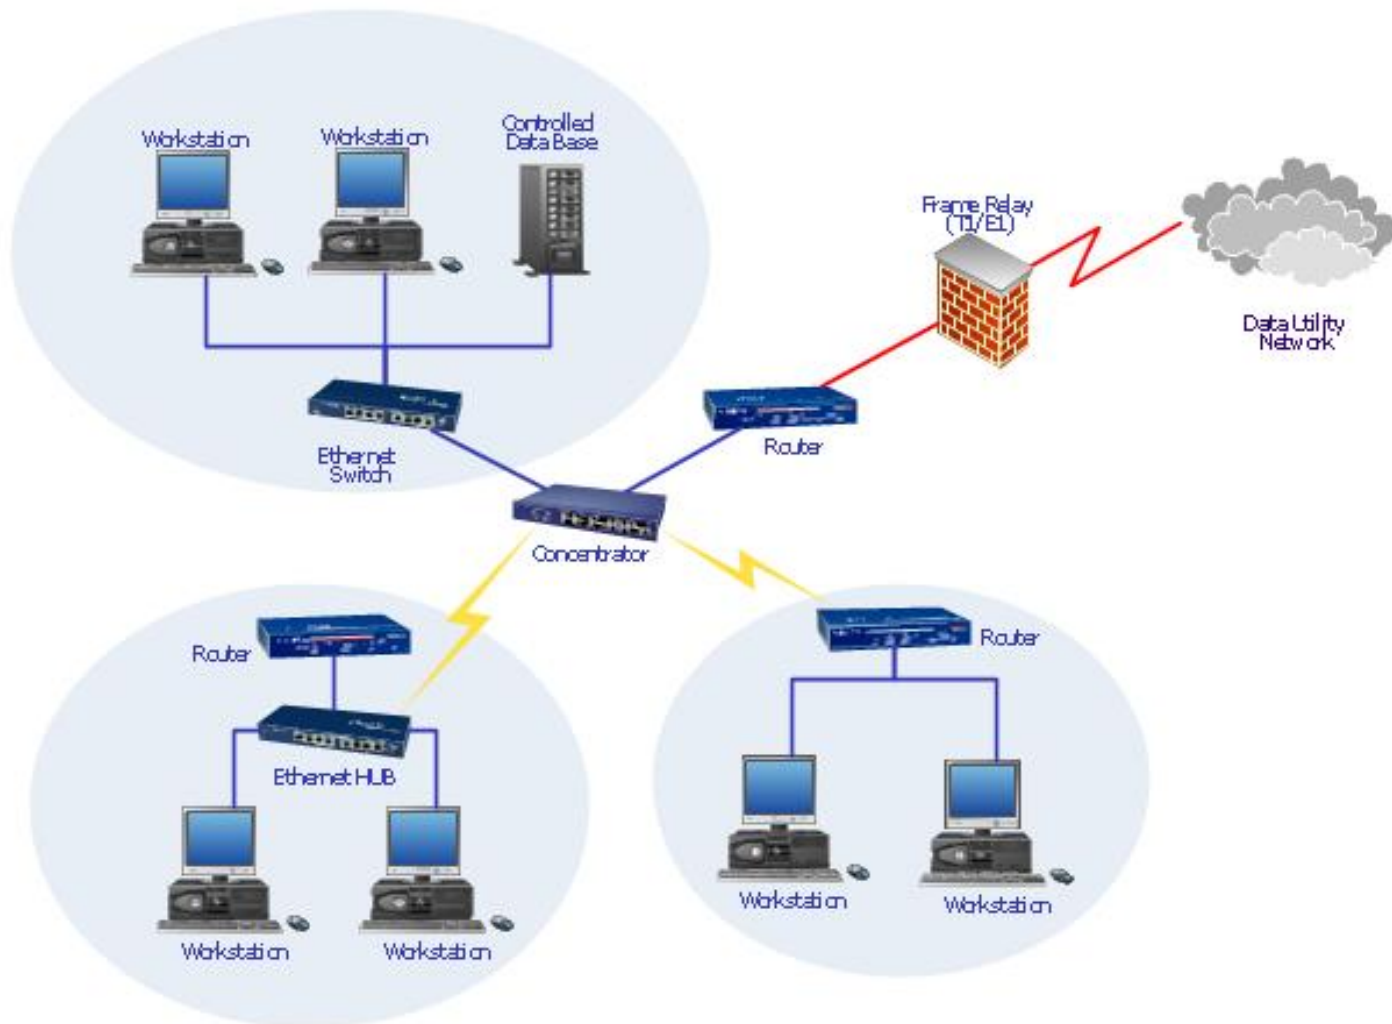 Workstation
Workstation
Controlled
Data Base
Frame Relay
(T1/E1)
Data Utility
Network
Ethernet
Switch
Router
Concentrator
Router
Router
Ethernet HUB
Workstation
Workstation
Workstation
Workstation